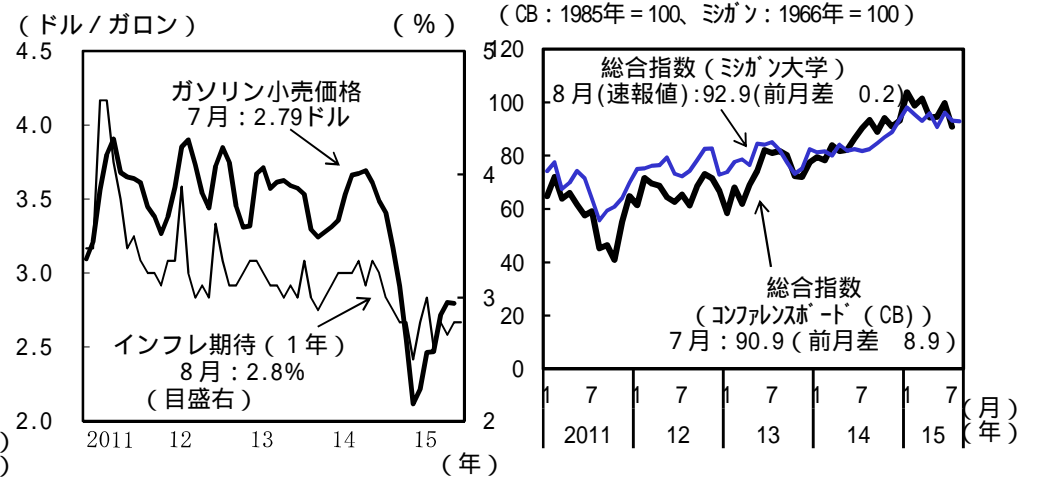 (ドル/ガロン)
(%)
4.5
4.0
3.5
3.0
2.5
2.0
5
4
3
2
ガソリン小売価格
7月:2.79ドル
インフレ期待(1年)
8月:2.8%
(目盛右)
2011 12 13 14 15
(年)
)
)
(CB:1985年=100、ミシガン:1966年=100)
120
100
80
60
40
20
0
総合指数(ミシガン大学)
8月(速報値):92.9(前月差 0.2)
総合指数
(コンファレンスボード(CB))
7月:90.9(前月差 8.9)
1 7 1 7 1 7 1 7 1 7
(月)
2011 12 13 14 15
(年)